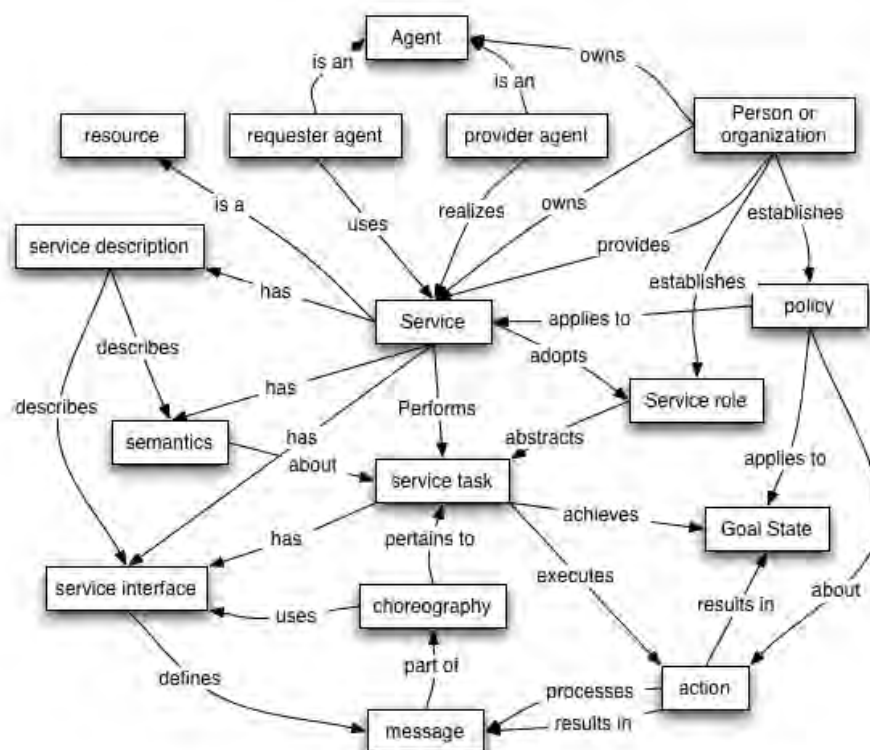 Agent
is an
owns
is an
resource
requester agent
provider agent
Person or
organization
is a
uses
realizes
owns
establishes
service description
provides
has
establishes
Service
applies to
policy
describes
adopts
has
Performs
Service role
describes
semantics
has
abstracts
about
service task
applies to
achieves
Goal State
has
pertains to
executes
service interface
choreography
results in
about
uses
part of
defines
processes
action
message
results in